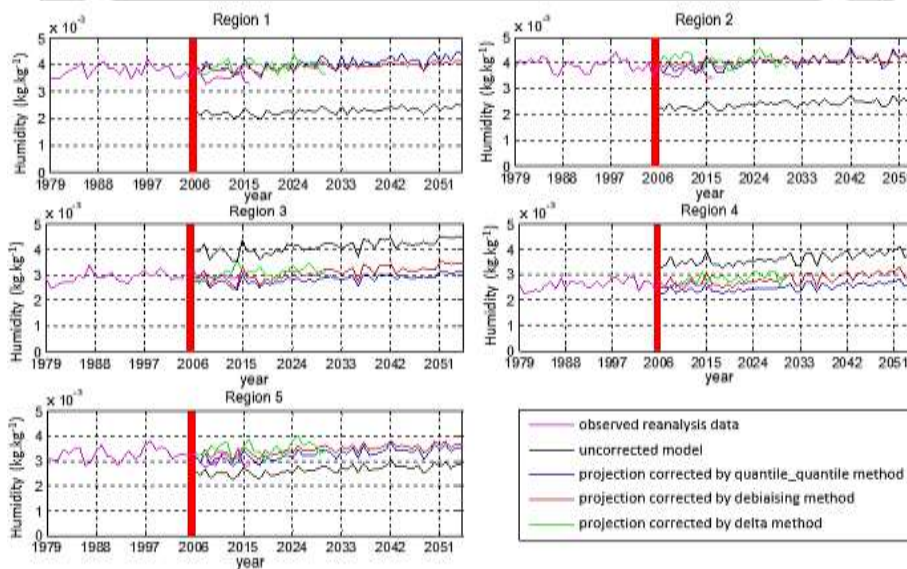 Region 1
Region 2
x 10⁻³
x 10⁻³
Humidity (kg.kg⁻¹)
5
4
3
2
1
0
1979 1988 1997 2006 2015 2024 2033 2042 2051
year
Humidity (kg.kg⁻¹)
5
4
3
2
1
0
1979 1988 1997 2006 2015 2024 2033 2042 2051
year
Region 3
Region 4
x 10⁻³
x 10⁻³
Humidity (kg.kg⁻¹)
5
4
3
2
1
0
1979 1988 1997 2006 2015 2024 2033 2042 2051
year
Humidity (kg.kg⁻¹)
5
4
3
2
1
0
1979 1988 1997 2006 2015 2024 2033 2042 2051
year
Region 5
x 10⁻³
Humidity (kg.kg⁻¹)
5
4
3
2
1
0
1979 1988 1997 2006 2015 2024 2033 2042 2051
year
observed reanalysis data
uncorrected model
projection corrected by quantile_quantile method
projection corrected by debiaising method
projection corrected by delta method